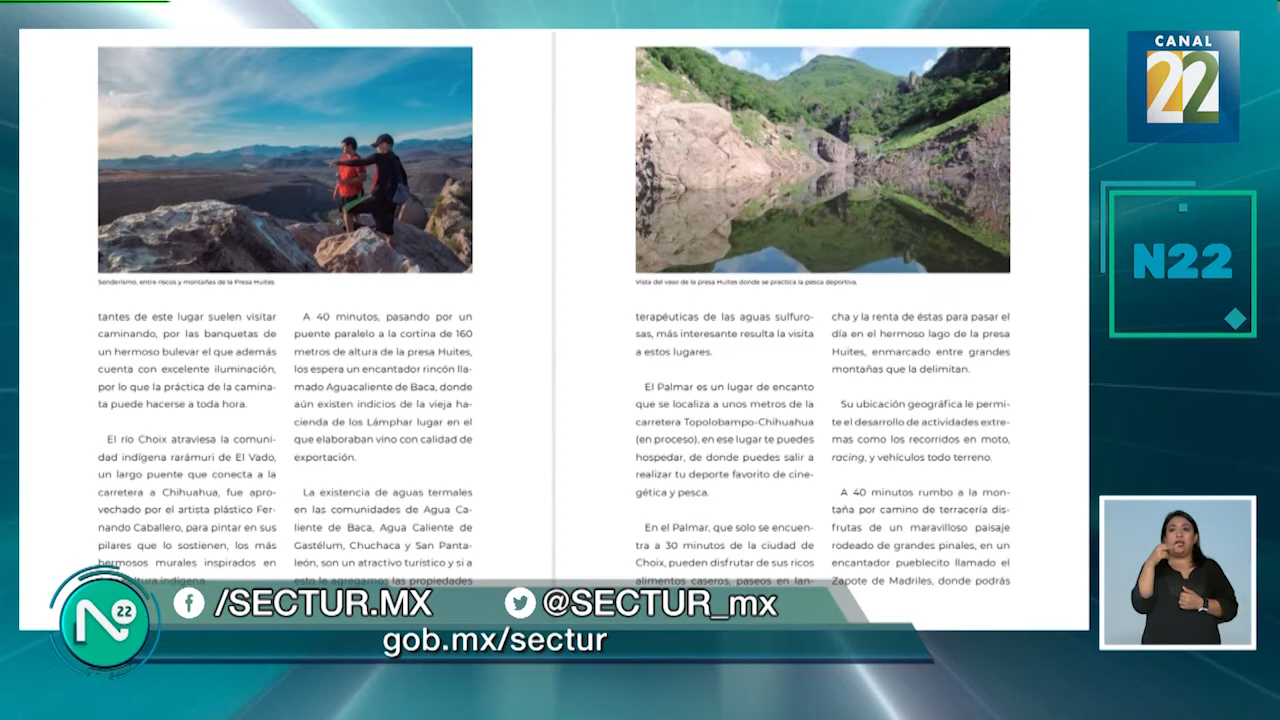 CANAL
22
N22
Senderismo, entre riscos y montañas de la Presa Huites
tantes de este lugar suelen visitar
caminando, por las banquetas de
un hermoso bulevar el que además
cuenta con excelente iluminación,
por lo que la práctica de la camina-
ta puede hacerse a toda hora.
El río Choix atraviesa la comuni-
dad indígena rarámuri de El Vado,
un largo puente que conecta a la
carretera a Chihuahua, fue apro-
vechado por el artista plástico Fer-
nando Caballero, para pintar en sus
pilares que lo sostienen, los más
hermosos murales inspirados en
indígena
A 40 minutos, pasando por un
puente paralelo a la cortina de 160
metros de altura de la presa Huites,
los espera un encantador rincón lla-
mado Aguacaliente de Baca, donde
aún existen indicios de la vieja ha-
cienda de los Lámphar lugar en el
que elaboraban vino con calidad de
exportación.
La existencia de aguas termales
en las comunidades de Agua Ca-
liente de Baca, Agua Caliente de
Gastélum, Chuchaca y San Panta-
león, son un atractivo turístico y si a
esto le agregamos las propiedades
Vista del vaso de la presa Huites donde se practica la pesca deportiva.
terapéuticas de las aguas sulfuro-
sas, más interesante resulta la visita
a estos lugares.
El Palmar es un lugar de encanto
que se localiza a unos metros de la
carretera Topolobampo-Chihuahua
(en proceso), en ese lugar te puedes
hospedar, de donde puedes salir a
realizar tu deporte favorito de cine-
gética y pesca.
En el Palmar, que solo se encuen-
tra a 30 minutos de la ciudad de
Choix, pueden disfrutar de sus ricos
alimentos caseros, paseos en lan-
cha y la renta de éstas para pasar el
día en el hermoso lago de la presa
Huites, enmarcado entre grandes
montañas que la delimitan.
Su ubicación geográfica le permi-
te el desarrollo de actividades extre-
mas como los recorridos en moto,
racing, y vehículos todo terreno.
A 40 minutos rumbo a la mon-
taña por camino de terracería dis-
frutas de un maravilloso paisaje
rodeado de grandes pinales, en un
encantador pueblecito llamado el
Zapote de Madriles, donde podrás
N 22
/SECTUR.MX
@SECTUR_mx
gob.mx/sectur